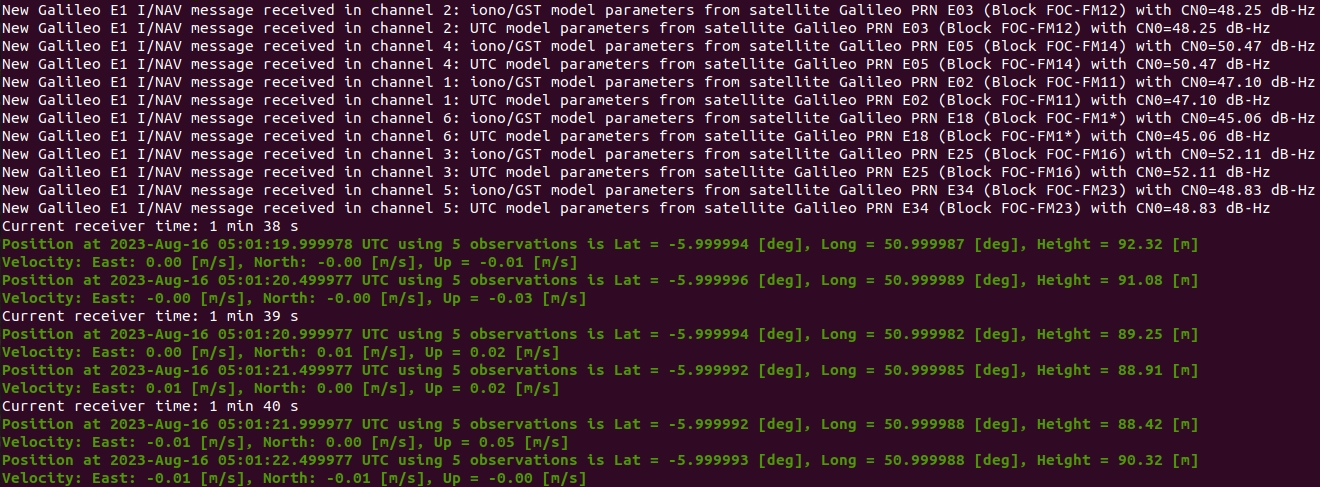 New Galileo E1 I/NAV message received in channel 2: iono/GST model parameters from satellite Galileo PRN E03 (Block FOC-FM12) with CN0=48.25 dB-Hz
New Galileo E1 I/NAV message received in channel 2: UTC model parameters from satellite Galileo PRN E03 (Block FOC-FM12) with CN0=48.25 dB-Hz
New Galileo E1 I/NAV message received in channel 4: iono/GST model parameters from satellite Galileo PRN E05 (Block FOC-FM14) with CN0=50.47 dB-Hz
New Galileo E1 I/NAV message received in channel 4: UTC model parameters from satellite Galileo PRN E05 (Block FOC-FM14) with CN0=50.47 dB-Hz
New Galileo E1 I/NAV message received in channel 1: iono/GST model parameters from satellite Galileo PRN E02 (Block FOC-FM11) with CN0=47.10 dB-Hz
New Galileo E1 I/NAV message received in channel 1: UTC model parameters from satellite Galileo PRN E02 (Block FOC-FM11) with CN0=47.10 dB-Hz
New Galileo E1 I/NAV message received in channel 6: iono/GST model parameters from satellite Galileo PRN E18 (Block FOC-FM1*) with CN0=45.06 dB-Hz
New Galileo E1 I/NAV message received in channel 6: UTC model parameters from satellite Galileo PRN E18 (Block FOC-FM1*) with CN0=45.06 dB-Hz
New Galileo E1 I/NAV message received in channel 3: iono/GST model parameters from satellite Galileo PRN E25 (Block FOC-FM16) with CN0=52.11 dB-Hz
New Galileo E1 I/NAV message received in channel 3: UTC model parameters from satellite Galileo PRN E25 (Block FOC-FM16) with CN0=52.11 dB-Hz
New Galileo E1 I/NAV message received in channel 5: iono/GST model parameters from satellite Galileo PRN E34 (Block FOC-FM23) with CN0=48.83 dB-Hz
New Galileo E1 I/NAV message received in channel 5: UTC model parameters from satellite Galileo PRN E34 (Block FOC-FM23) with CN0=48.83 dB-Hz
Current receiver time: 1 min 38 s
Position at 2023-Aug-16 05:01:19.999978 UTC using 5 observations is Lat = -5.999994 [deg], Long = 50.999987 [deg], Height = 92.32 [m]
Velocity: East: 0.00 [m/s], North: -0.00 [m/s], Up = -0.01 [m/s]
Position at 2023-Aug-16 05:01:20.499977 UTC using 5 observations is Lat = -5.999996 [deg], Long = 50.999989 [deg], Height = 91.08 [m]
Velocity: East: -0.00 [m/s], North: -0.00 [m/s], Up = -0.03 [m/s]
Current receiver time: 1 min 39 s
Position at 2023-Aug-16 05:01:20.999977 UTC using 5 observations is Lat = -5.999994 [deg], Long = 50.999982 [deg], Height = 89.25 [m]
Velocity: East: 0.00 [m/s], North: 0.01 [m/s], Up = 0.02 [m/s]
Position at 2023-Aug-16 05:01:21.499977 UTC using 5 observations is Lat = -5.999992 [deg], Long = 50.999985 [deg], Height = 88.91 [m]
Velocity: East: 0.01 [m/s], North: 0.00 [m/s], Up = 0.02 [m/s]
Current receiver time: 1 min 40 s
Position at 2023-Aug-16 05:01:21.999977 UTC using 5 observations is Lat = -5.999992 [deg], Long = 50.999988 [deg], Height = 88.42 [m]
Velocity: East: -0.01 [m/s], North: 0.00 [m/s], Up = 0.05 [m/s]
Position at 2023-Aug-16 05:01:22.499977 UTC using 5 observations is Lat = -5.999993 [deg], Long = 50.999988 [deg], Height = 90.32 [m]
Velocity: East: -0.01 [m/s], North: -0.01 [m/s], Up = -0.00 [m/s]